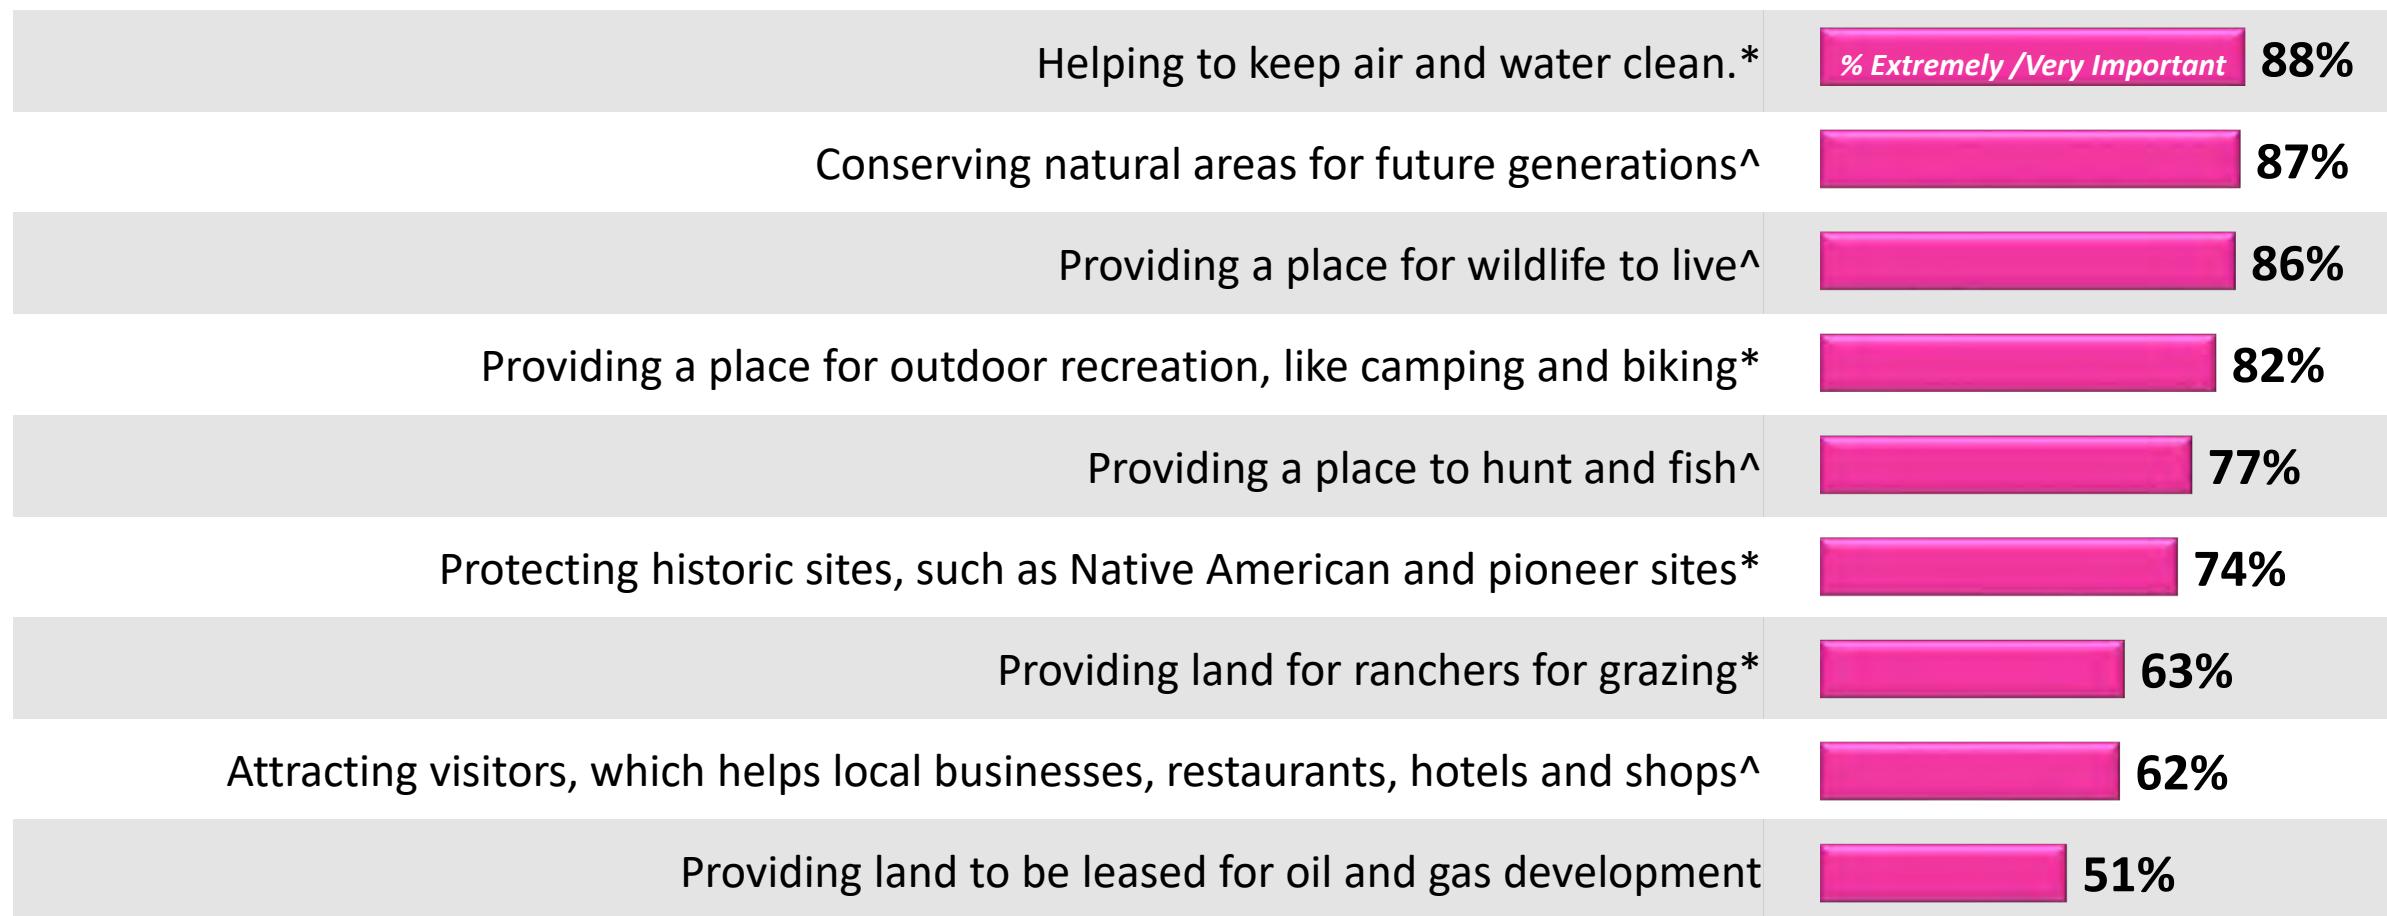 Helping to keep air and water clean.* % Extremely /Very Important 88%
Conserving natural areas for future generations^ 87%
Providing a place for wildlife to live^ 86%
Providing a place for outdoor recreation, like camping and biking* 82%
Providing a place to hunt and fish^ 77%
Protecting historic sites, such as Native American and pioneer sites* 74%
Providing land for ranchers for grazing* 63%
Attracting visitors, which helps local businesses, restaurants, hotels and shops^ 62%
Providing land to be leased for oil and gas development 51%